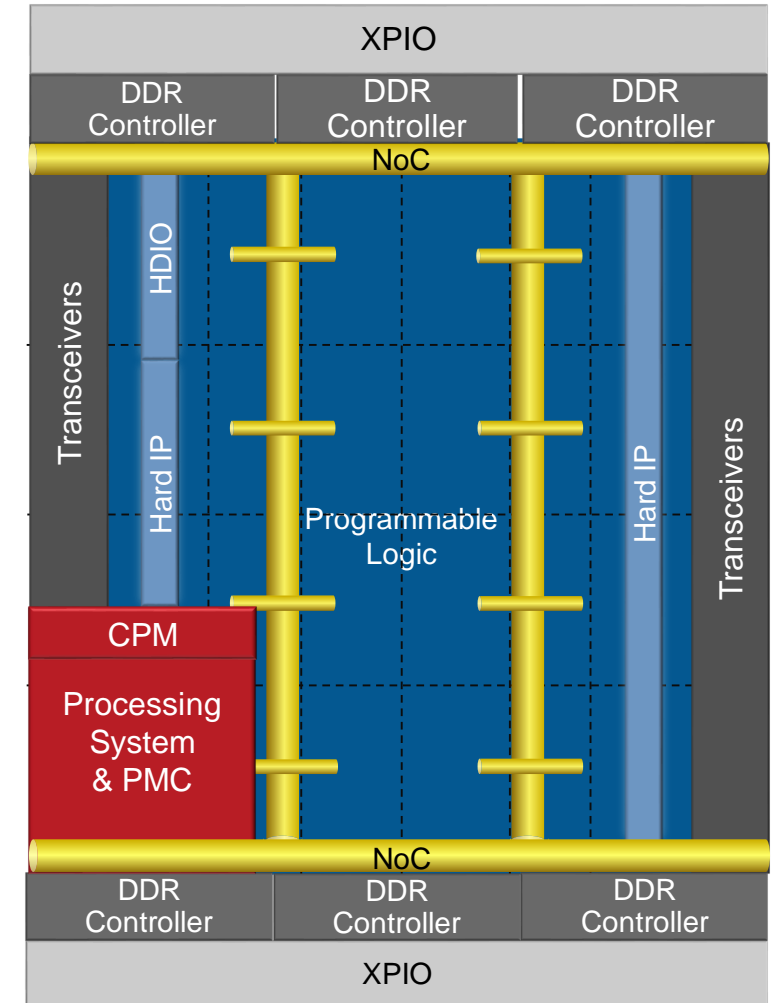 XPIO
DDR
Controller
DDR
Controller
DDR
Controller
NoC
HDIO
Transceivers
Hard IP
Programmable
Logic
Hard IP
Transceivers
CPM
Processing
System
& PMC
NoC
DDR
Controller
DDR
Controller
DDR
Controller
XPIO